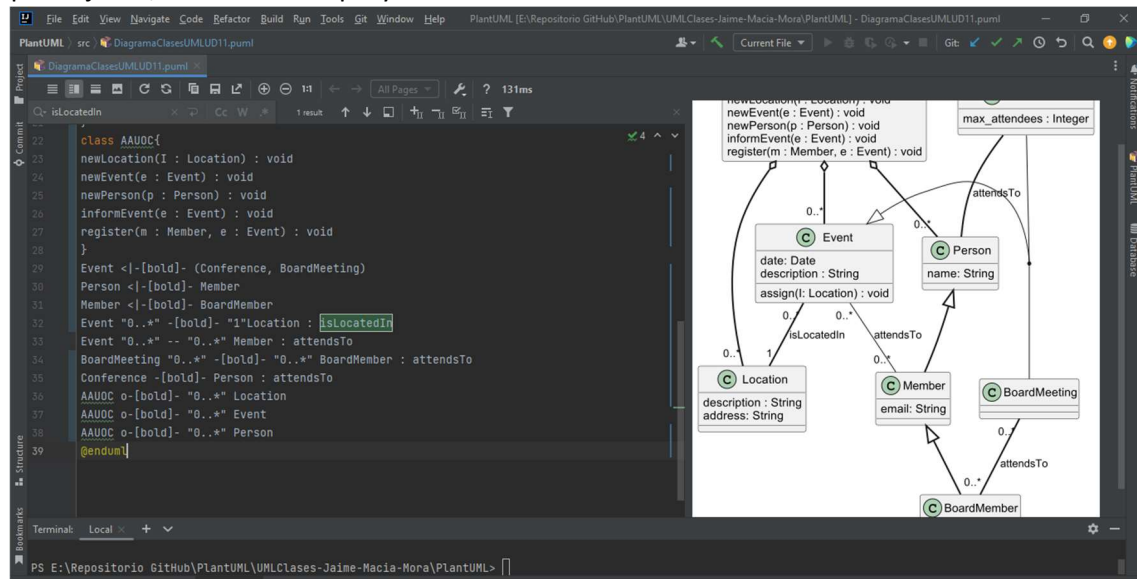 File Edit View Navigate Code Refactor Build Run Tools Git Window Help PlantUML [E:\Repositorio GitHub\PlantUML\UMLClases-Jaime-Macia-Mora\PlantUML] - DiagramaClasesUMLUD11.puml
PlantUML src DiagramaClasesUMLUD11.puml Current File Git:
DiagramaClasesUMLUD11.puml
1:1 All Pages ? 131ms
isLocatedIn Cc W .* 1 result
22 class AAUOC{
23 newLocation(I : Location) : void
24 newEvent(e : Event) : void
25 newPerson(p : Person) : void
26 informEvent(e : Event) : void
27 register(m : Member, e : Event) : void
28 }
29 Event <|-[bold]- (Conference, BoardMeeting)
30 Person <|-[bold]- Member
31 Member <|-[bold]- BoardMember
32 Event "0..*" -[bold]- "1"Location : isLocatedIn
33 Event "0..*" -- "0..*" Member : attendsTo
34 BoardMeeting "0..*" -[bold]- "0..*" BoardMember : attendsTo
35 Conference -[bold]- Person : attendsTo
36 AAUOC o-[bold]- "0..*" Location
37 AAUOC o-[bold]- "0..*" Event
38 AAUOC o-[bold]- "0..*" Person
39 @enduml
4
newLocation(I : Location) : void
newEvent(e : Event) : void
newPerson(p : Person) : void
informEvent(e : Event) : void
register(m : Member, e : Event) : void
max_attendees : Integer
attendsTo
0..*
0..
C Event
date: Date
description : String
assign(I: Location) : void
C Person
name: String
0..* 0..*
isLocatedIn attendsTo
0..* 1 0..*
C Location
description : String
address: String
C Member
email: String
C BoardMeeting
0..*
attendsTo
0..*
C BoardMember
Project
Commit
Structure
Bookmarks
Notifications
PlantUML
Database
Terminal: Local
PS E:\Repositorio GitHub\PlantUML\UMLClases-Jaime-Macia-Mora\PlantUML>